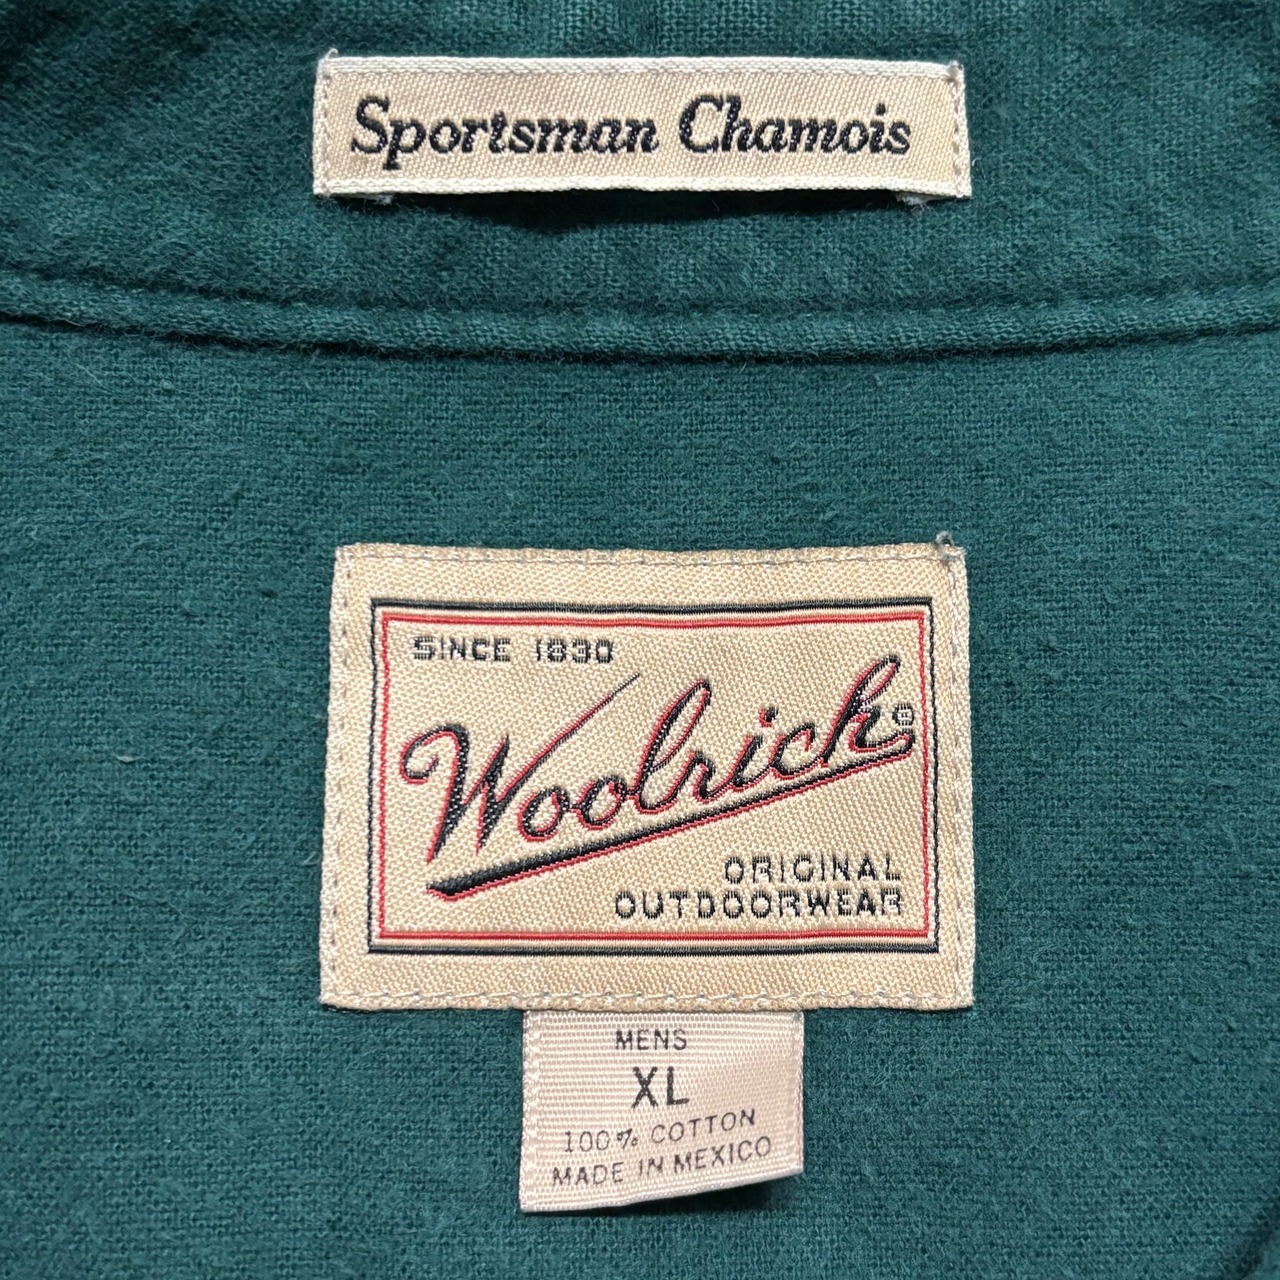 Sportsman Chamois
SINCE 1830
Woolrich®
ORIGINAL
OUTDOORWEAR
MENS
XL
100% COTTON
MADE IN MEXICO